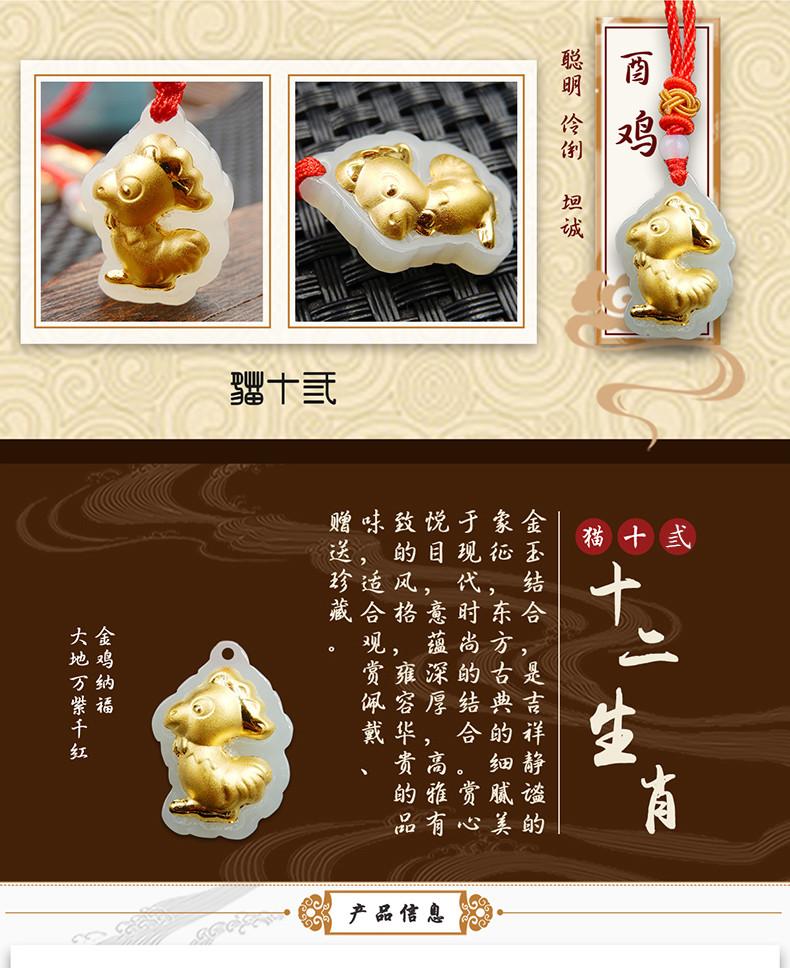 酉鸡
聪明 伶俐 坦诚
猫十弍
猫十弍
十二生肖
金玉结合，是吉祥静谧的
象征，东方古典的细腻美
于现代时尚的结合。赏心
悦目，意蕴深厚，高雅有
致的风格，雍容华贵的品
味，适合观赏佩戴、
赠送珍藏。
金鸡纳福
大地万紫千红
产品信息